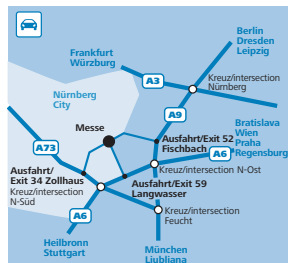 Berlin
Dresden
Leipzig
Frankfurt
Würzburg
A3
Kreuz/intersection
Nürnberg
Nürnberg
City
A9
Messe
Ausfahrt/Exit 52
Fischbach
Bratislava
Wien
Praha
Regensburg
A73
A6
Ausfahrt/
Exit 34 Zollhaus
Kreuz/intersection
N-Süd
Kreuz/intersection N-Ost
Ausfahrt/Exit 59
Langwasser
A6
Kreuz/intersection
Feucht
Heilbronn
Stuttgart
München
Ljubljana